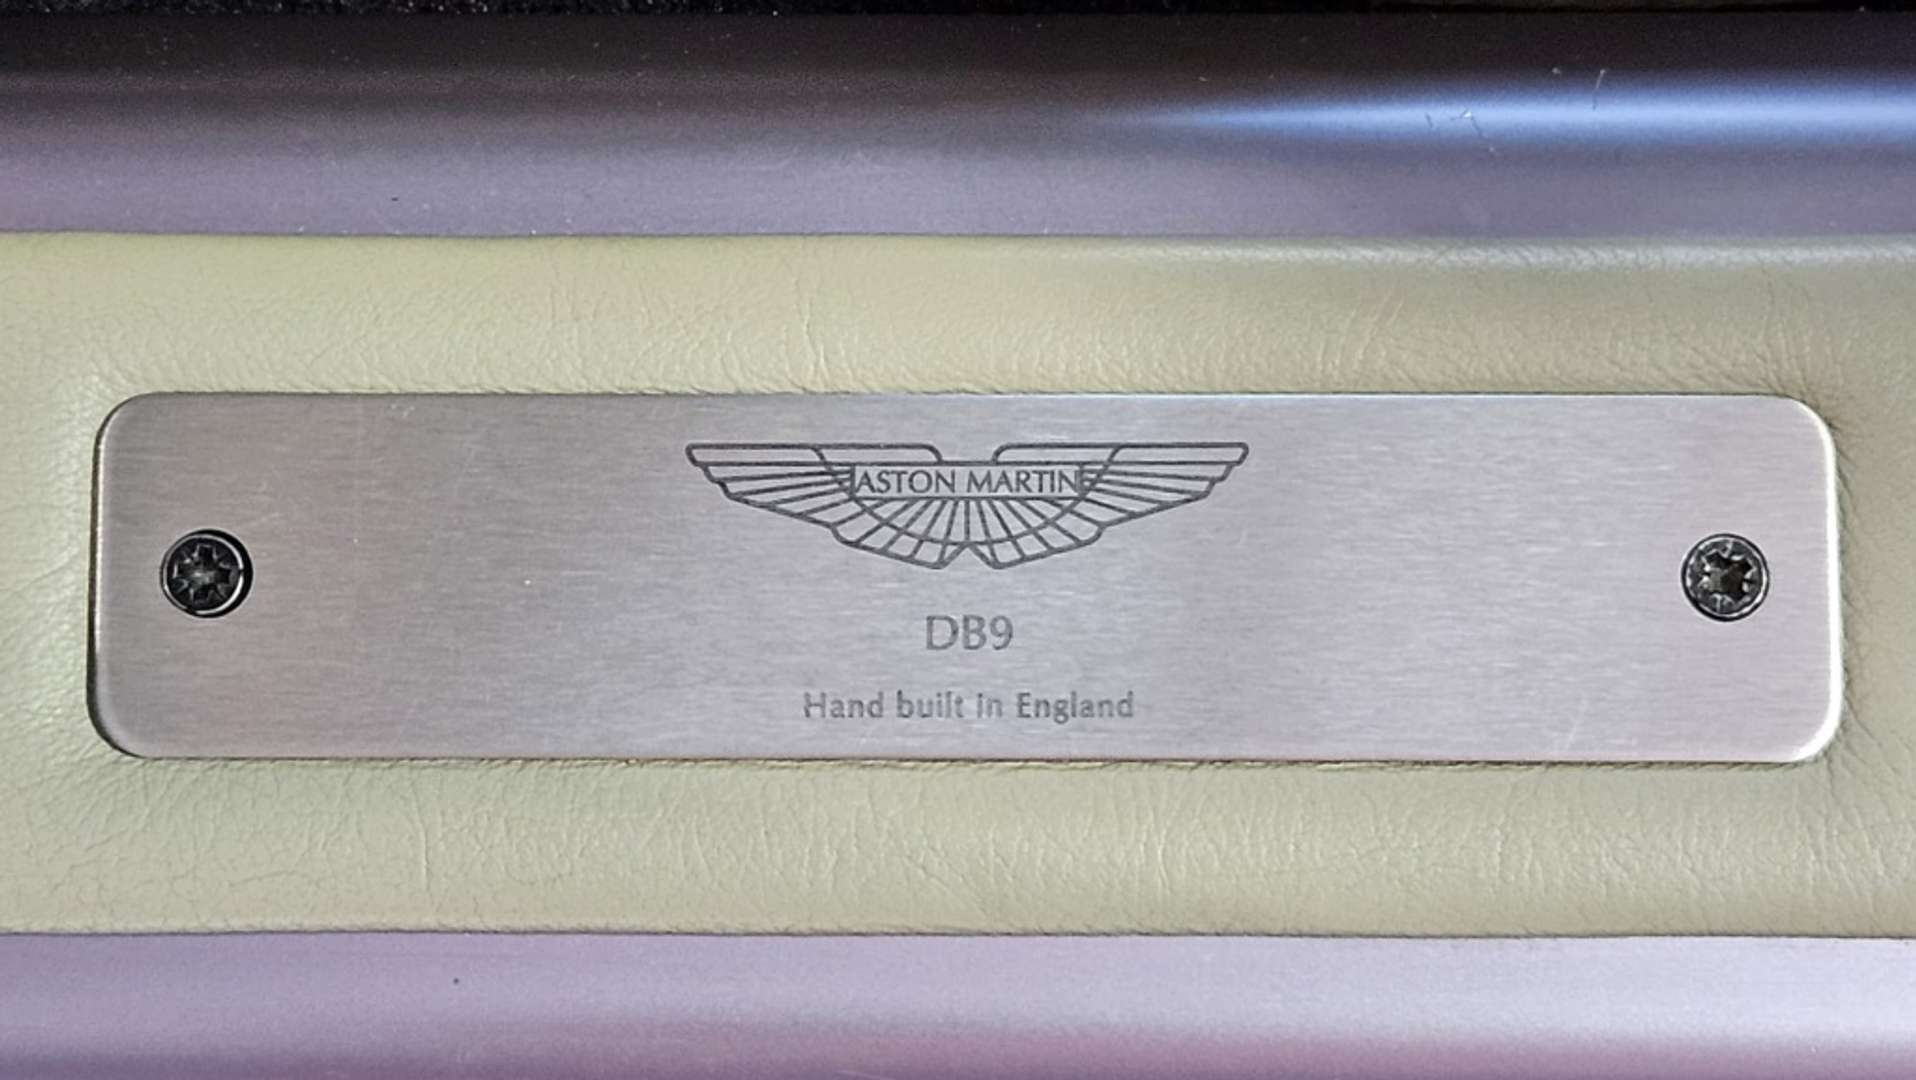 ASTON MARTIN
DB9
Hand built in England